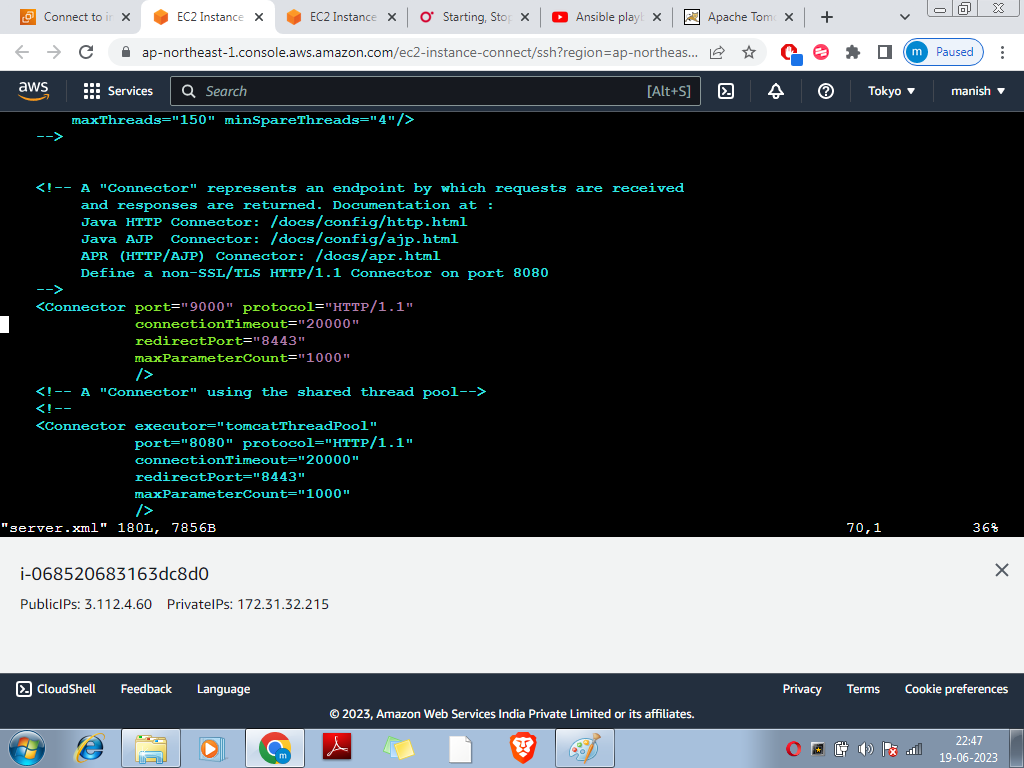 Connect to in
EC2 Instance
EC2 Instance
Starting, Stop
Ansible playl
Apache Tomc
ap-northeast-1.console.aws.amazon.com/ec2-instance-connect/ssh?region=ap-northeas...
m Paused
aws
Services
Search
[Alt+S]
Tokyo
manish
maxThreads="150" minSpareThreads="4"/>
-->
<!-- A "Connector" represents an endpoint by which requests are received
and responses are returned. Documentation at :
Java HTTP Connector: /docs/config/http.html
Java AJP  Connector: /docs/config/ajp.html
APR (HTTP/AJP) Connector: /docs/apr.html
Define a non-SSL/TLS HTTP/1.1 Connector on port 8080
-->
<Connector port="9000" protocol="HTTP/1.1"
connectionTimeout="20000"
redirectPort="8443"
maxParameterCount="1000"
/>
<!-- A "Connector" using the shared thread pool-->
<!--
<Connector executor="tomcatThreadPool"
port="8080" protocol="HTTP/1.1"
connectionTimeout="20000"
redirectPort="8443"
maxParameterCount="1000"
/>
"server.xml" 180L, 7856B 70,1 36%
i-068520683163dc8d0
PublicIPs: 3.112.4.60 PrivateIPs: 172.31.32.215
CloudShell
Feedback
Language
Privacy
Terms
Cookie preferences
© 2023, Amazon Web Services India Private Limited or its affiliates.
22:47
19-06-2023